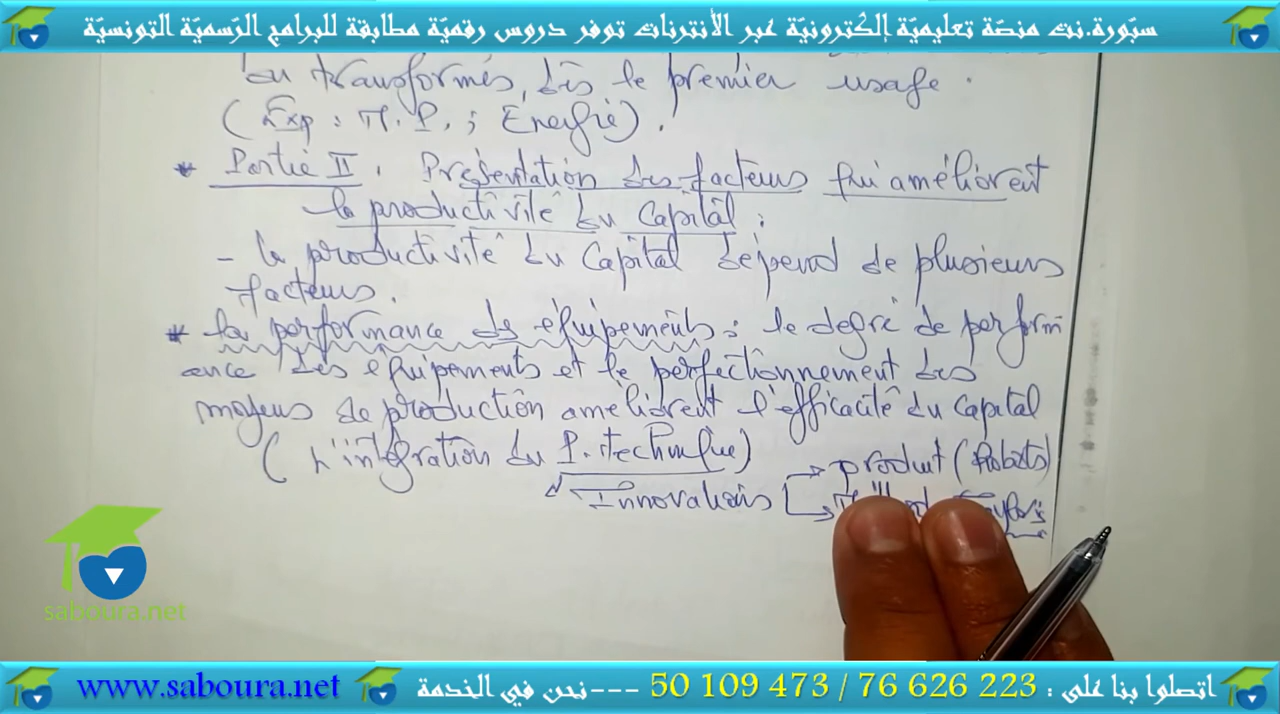 سبّورة.نت منصّة تعليميّة إلكترونيّة عبر الأنترنات توفر دروس رقميّة مطابقة للبرامج الرّسميّة التونسيّة
ou transformés, dès le premier usage.
(Exp : M.P. ; Énergie).
* Partie II. Présentation des facteurs qui améliorent
la productivité du capital :
- la productivité du capital dépend de plusieurs
facteurs.
* la performance des équipements : le degré de perform
ance des équipements et le perfectionnement des
moyens de production améliorent l'efficacité du capital
( L'intégration du P. technique)
Innovations produit (Robots)
saboura.net
www.saboura.net اتصلوا بنا على : 223 626 76 / 473 109 50 ---نحن في الخدمة